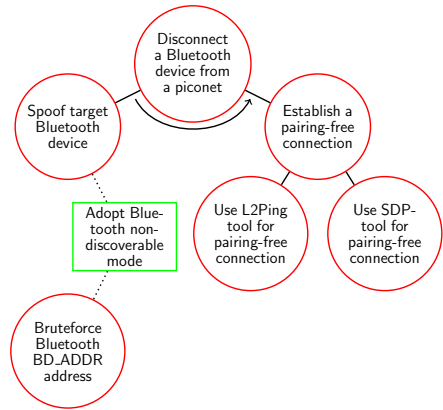 Disconnect
a Bluetooth
device from
a piconet
Spoof target
Bluetooth
device
Establish a
pairing-free
connection
Adopt Blue-
tooth non-
discoverable
mode
Use L2Ping
tool for
pairing-free
connection
Use SDP-
tool for
pairing-free
connection
Bruteforce
Bluetooth
BD_ADDR
address